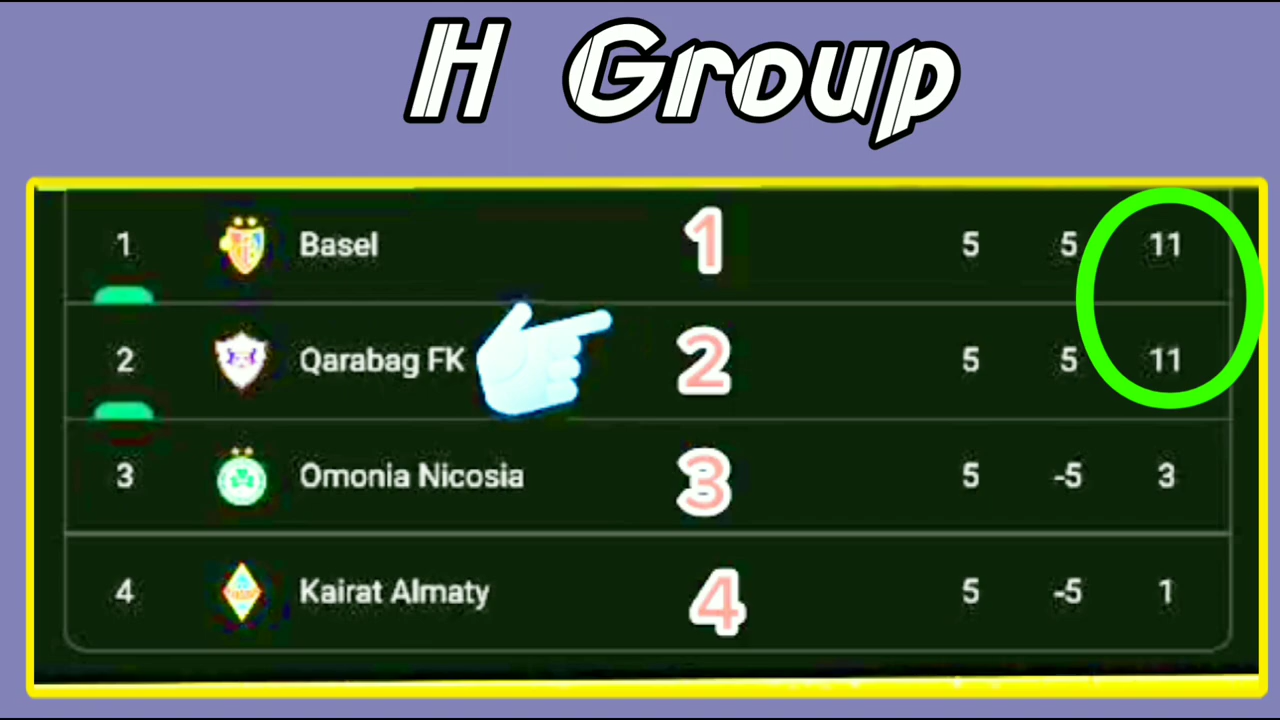 H Group
1 Basel 1 5 5 11
2 Qarabag FK 2 5 5 11
3 Omonia Nicosia 3 5 -5 3
4 Kairat Almaty 4 5 -5 1